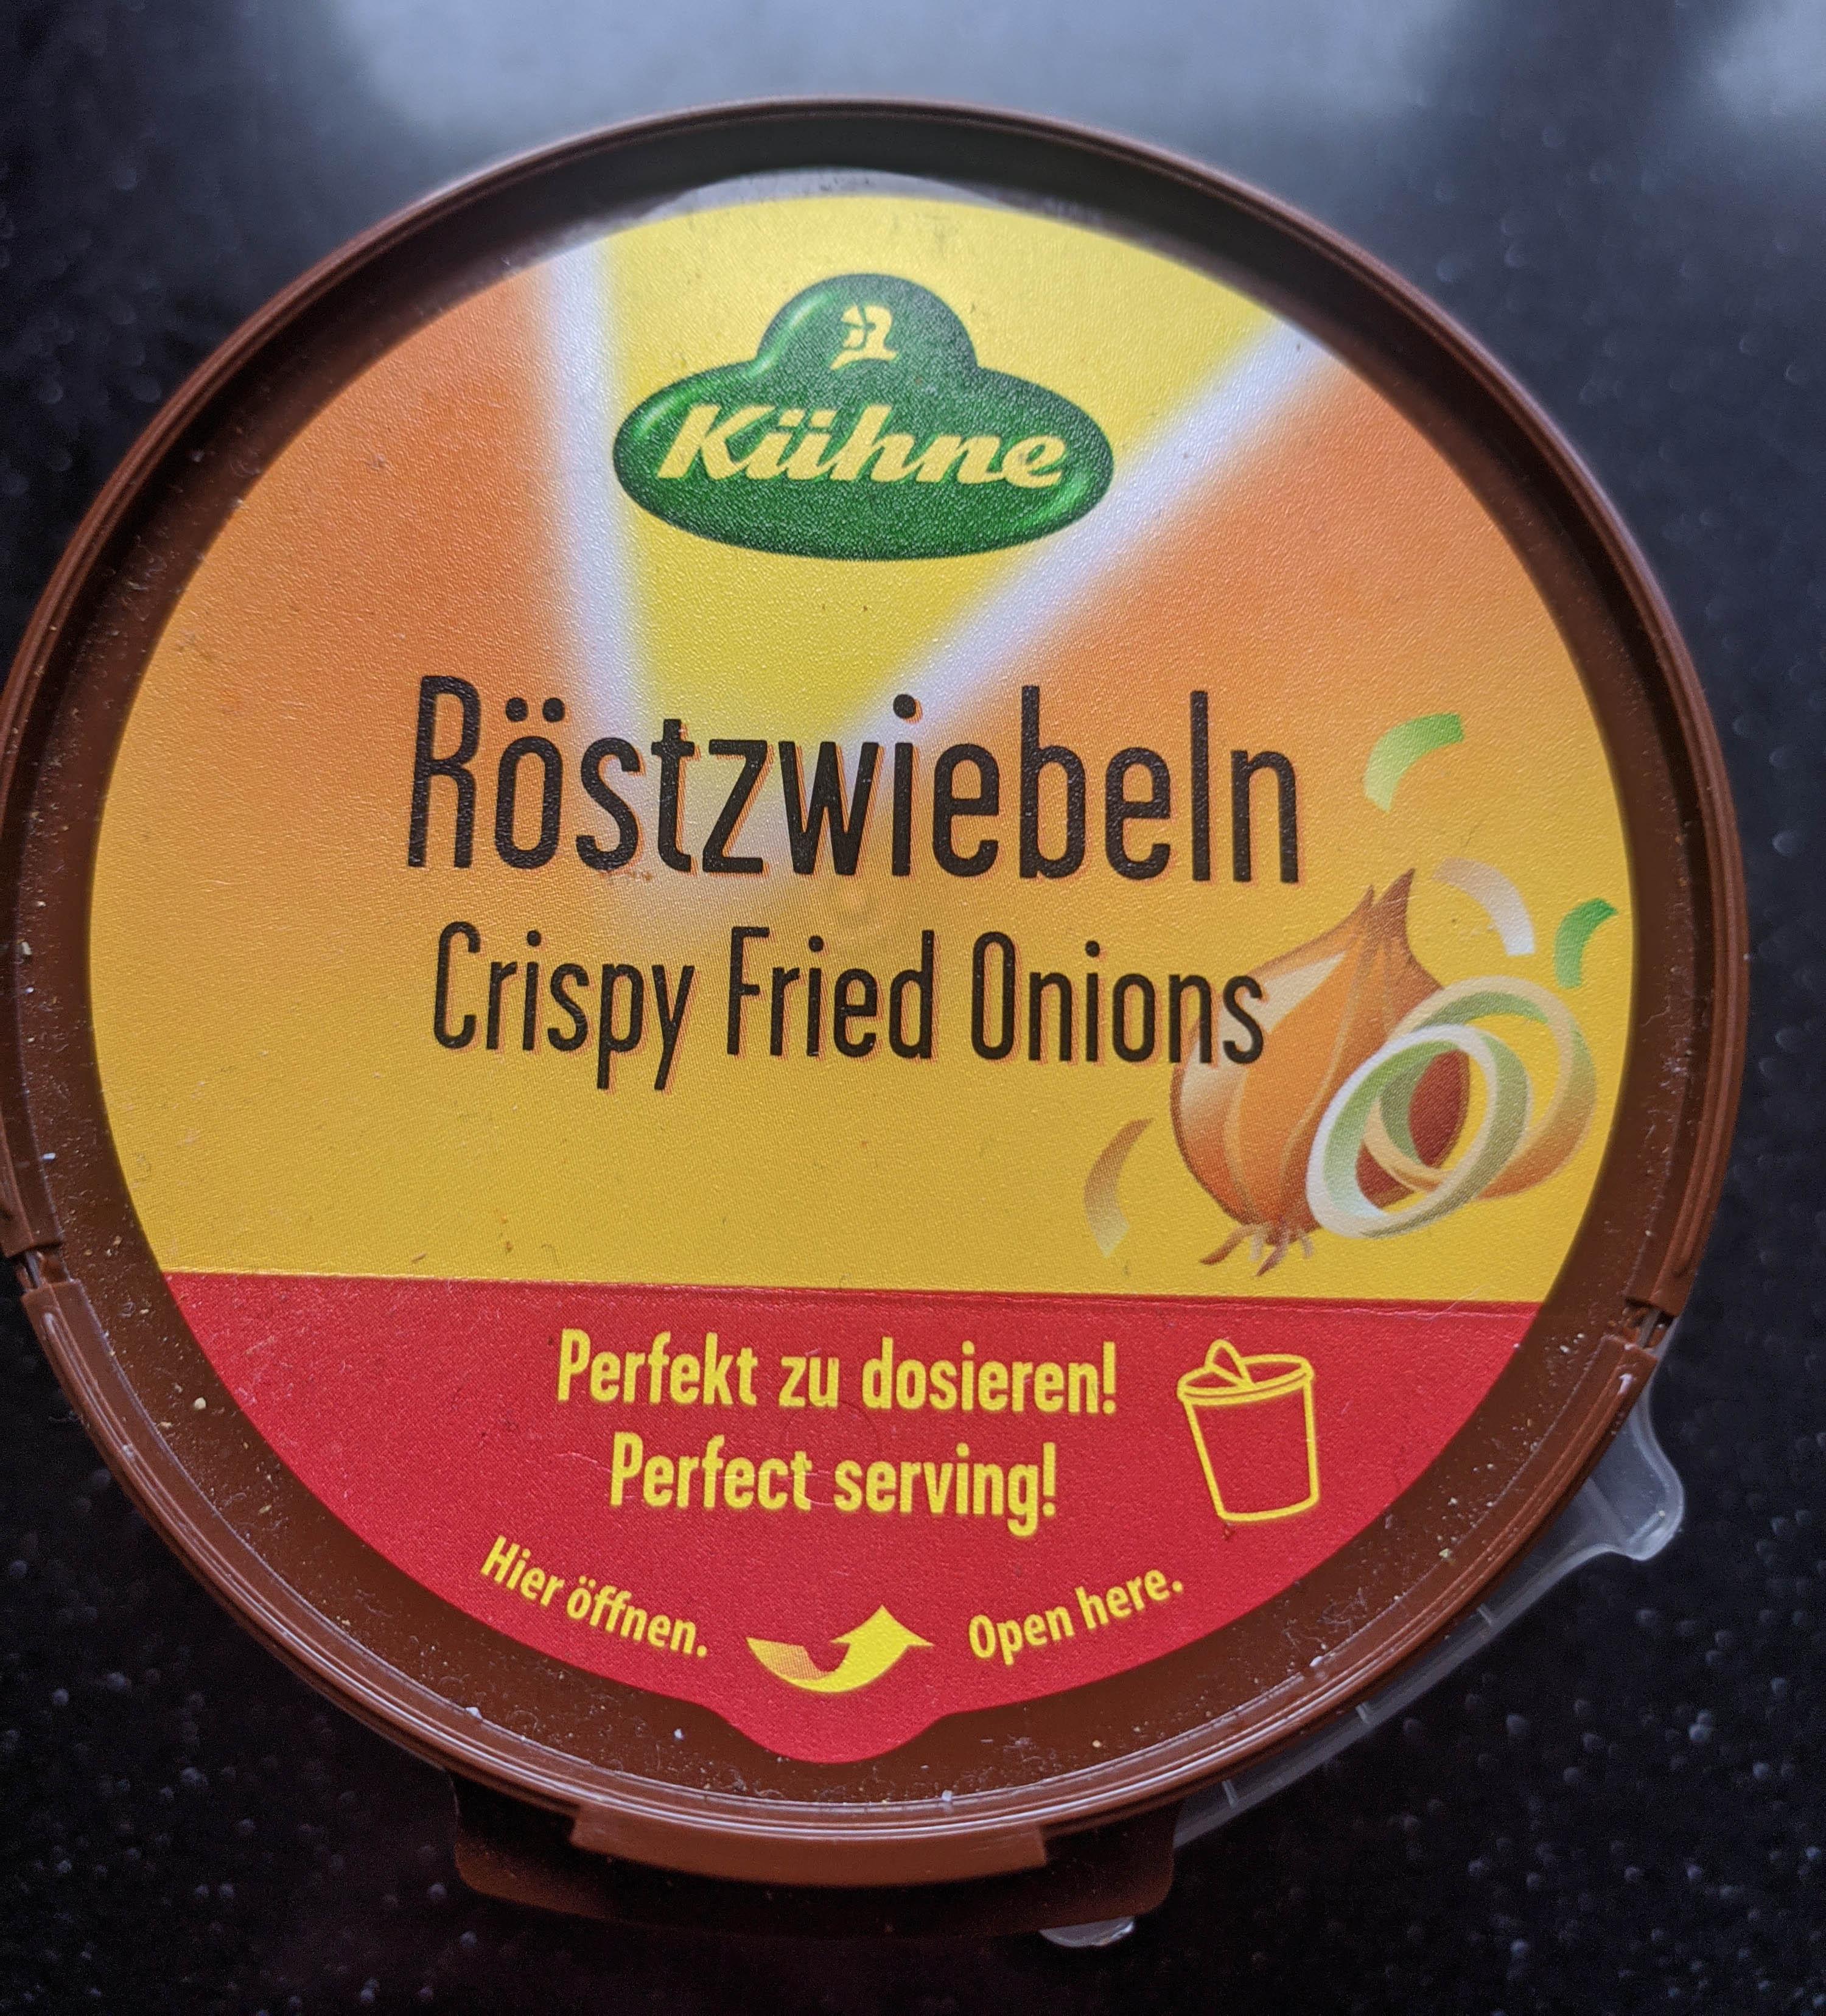 Kühne
Röstzwiebeln
Crispy Fried Onions
Perfekt zu dosieren!
Perfect serving!
Hier öffnen.
Open here.